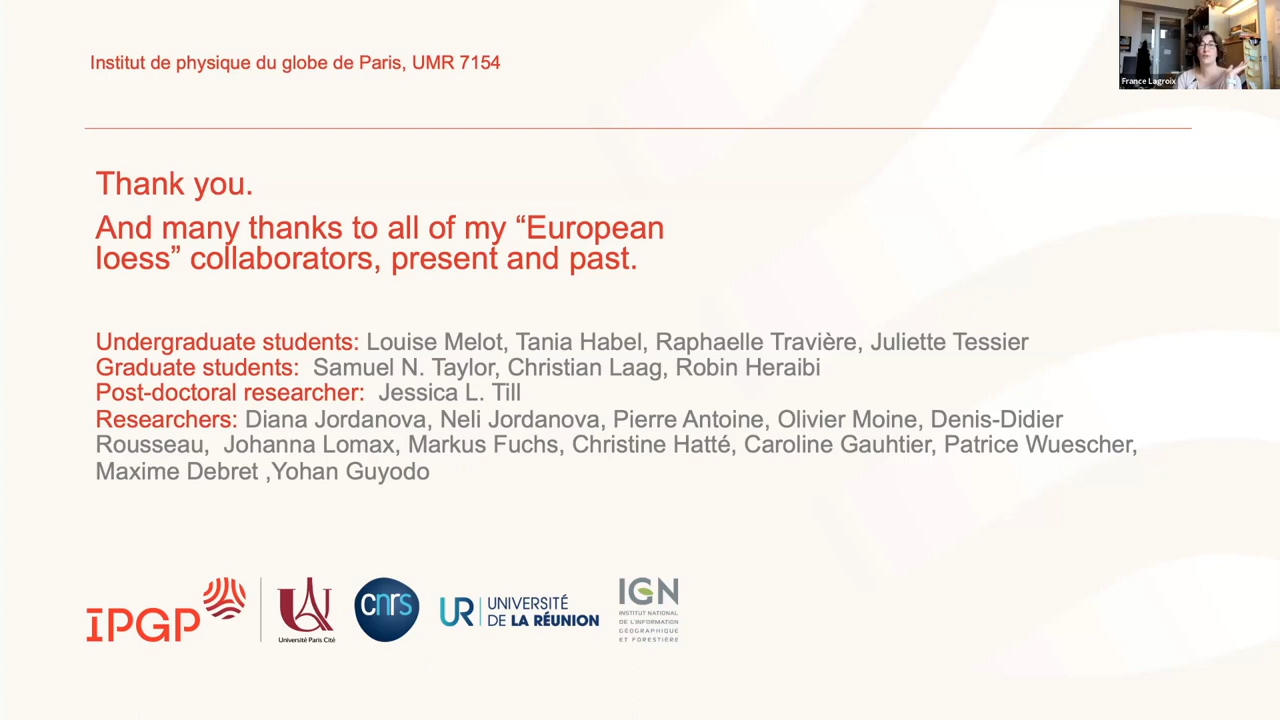 Institut de physique du globe de Paris, UMR 7154
France Lagroix
Thank you.
And many thanks to all of my “European
loess” collaborators, present and past.
Undergraduate students: Louise Melot, Tania Habel, Raphaelle Travière, Juliette Tessier
Graduate students:  Samuel N. Taylor, Christian Laag, Robin Heraibi
Post-doctoral researcher:  Jessica L. Till
Researchers: Diana Jordanova, Neli Jordanova, Pierre Antoine, Olivier Moine, Denis-Didier
Rousseau,  Johanna Lomax, Markus Fuchs, Christine Hatté, Caroline Gauhtier, Patrice Wuescher,
Maxime Debret ,Yohan Guyodo
IPGP
Université Paris Cité
cnrs
UR
UNIVERSITÉ
DE LA RÉUNION
IGN
INSTITUT NATIONAL
DE L'INFORMATION
GÉOGRAPHIQUE
ET FORESTIÈRE